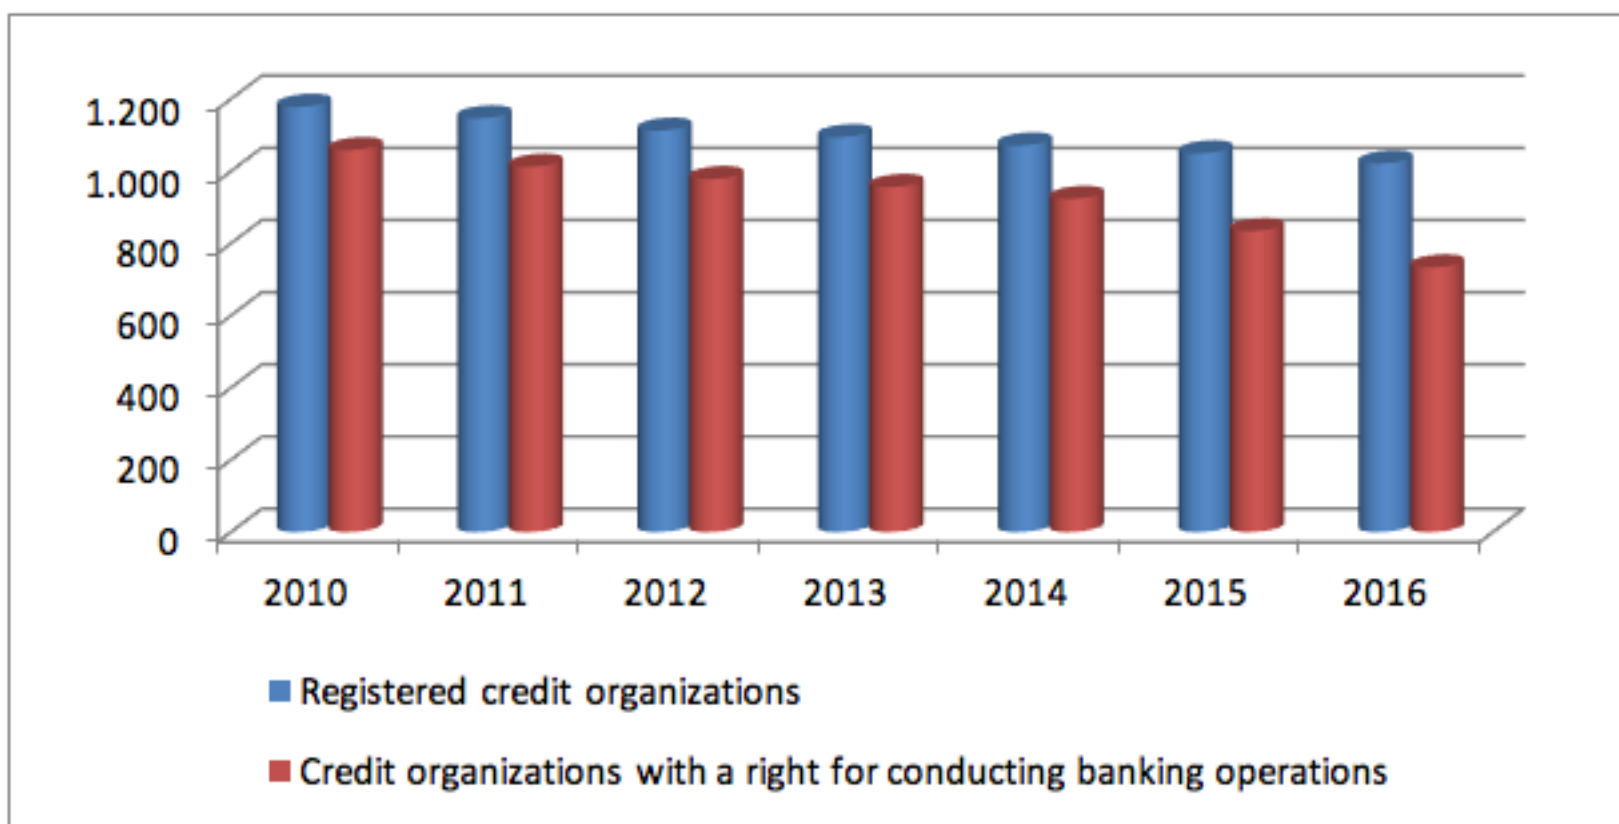 1.200
1.000
800
600
400
200
0
2010 2011 2012 2013 2014 2015 2016
Registered credit organizations
Credit organizations with a right for conducting banking operations